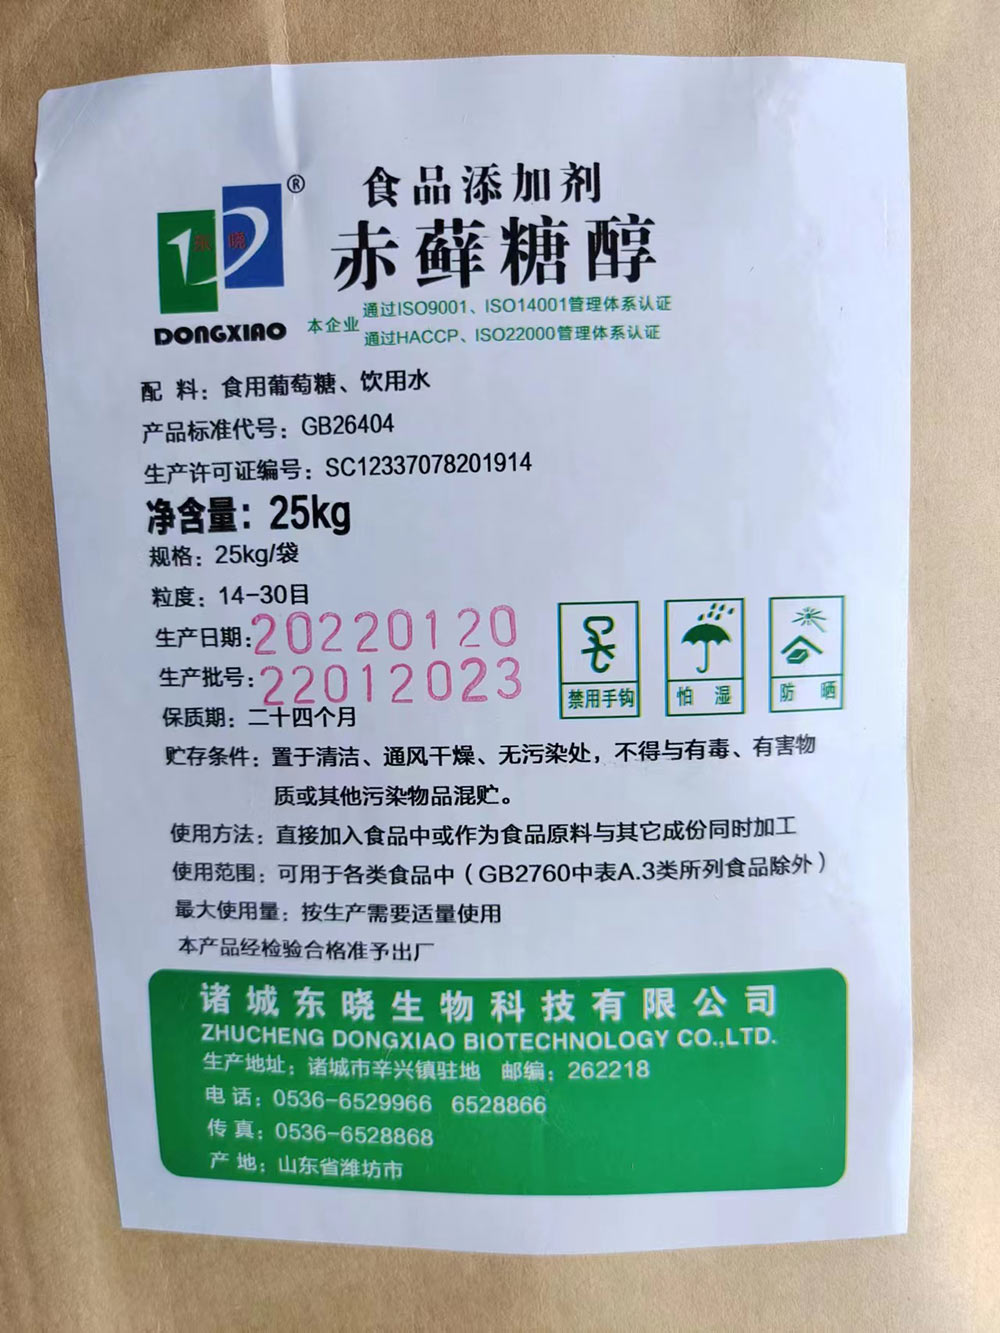 ®
东晓
DONGXIAO
食品添加剂
赤藓糖醇
本企业
通过ISO9001、ISO14001管理体系认证
通过HACCP、ISO22000管理体系认证
配 料：食用葡萄糖、饮用水
产品标准代号：GB26404
生产许可证编号：SC12337078201914
净含量：25kg
规格：25kg/袋
粒度：14-30目
生产日期:20220120
生产批号:22012023
保质期：二十四个月
禁用手钩
怕 湿
防 晒
贮存条件：置于清洁、通风干燥、无污染处，不得与有毒、有害物
质或其他污染物品混贮。
使用方法：直接加入食品中或作为食品原料与其它成份同时加工
使用范围：可用于各类食品中（GB2760中表A.3类所列食品除外）
最大使用量：按生产需要适量使用
本产品经检验合格准予出厂
诸城东晓生物科技有限公司
ZHUCHENG DONGXIAO BIOTECHNOLOGY CO.,LTD.
生产地址：诸城市辛兴镇驻地 邮编：262218
电 话：0536-6529966 6528866
传 真：0536-6528868
产 地：山东省潍坊市